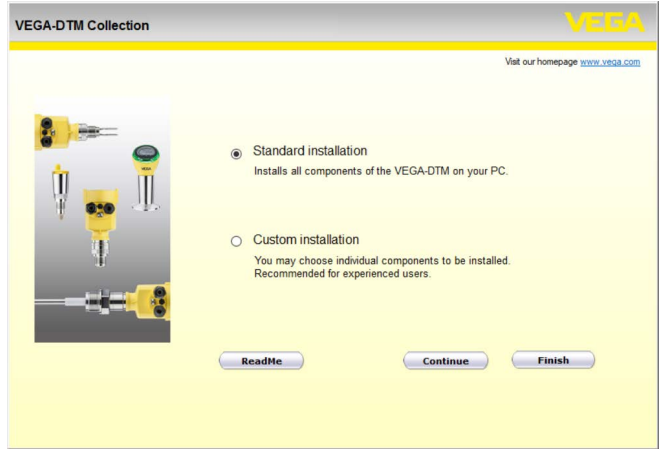 VEGA-DTM Collection
VEGA
Visit our homepage www.vega.com
Standard installation
Installs all components of the VEGA-DTM on your PC.
Custom installation
You may choose individual components to be installed.
Recommended for experienced users.
ReadMe
Continue
Finish